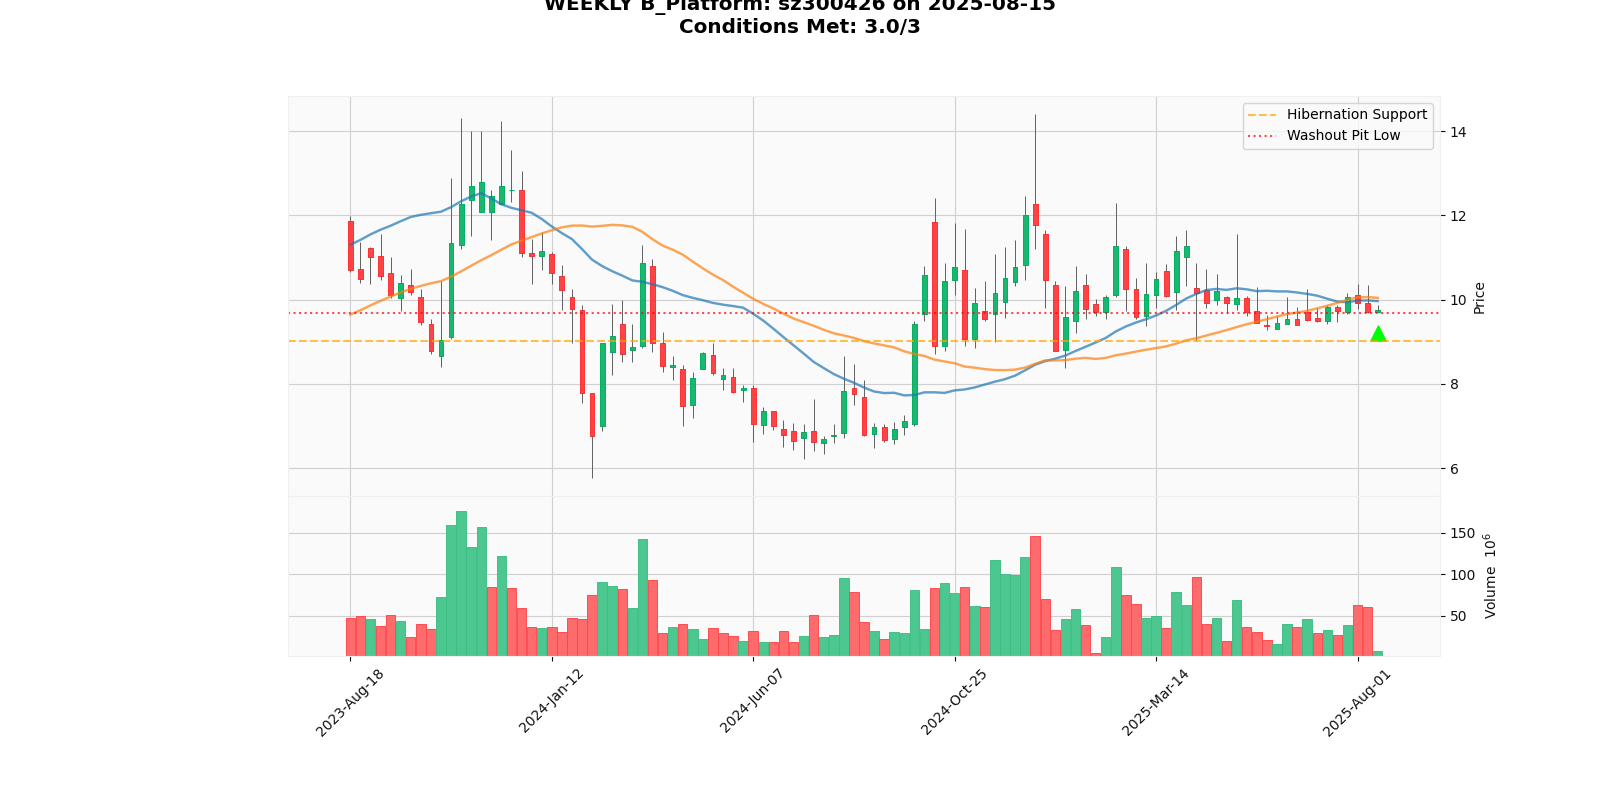 WEEKLY B_Platform: sz300426 on 2025-08-15
Conditions Met: 3.0/3
Hibernation Support
Washout Pit Low
14
12
10
8
6
Price
150
100
50
Volume 10⁶
2023-Aug-18
2024-Jan-12
2024-Jun-07
2024-Oct-25
2025-Mar-14
2025-Aug-01